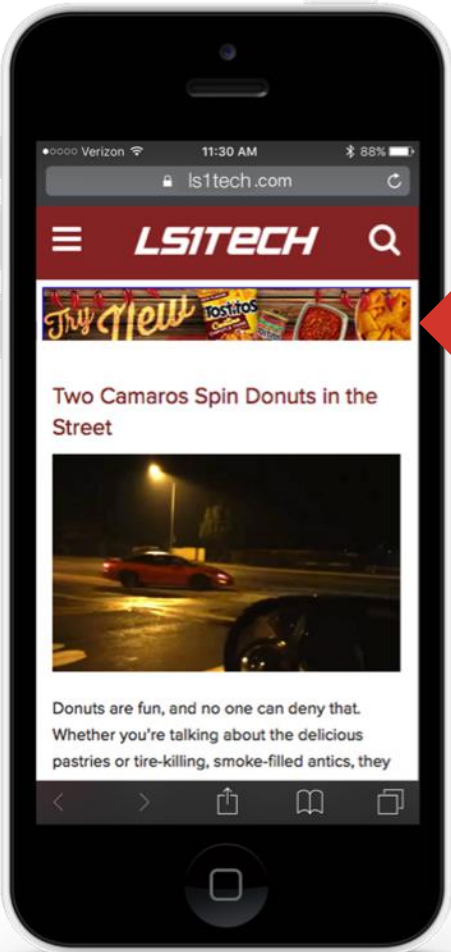 Verizon 11:30 AM 88%
ls1tech.com
LS1TECH
Try New Tostitos
Two Camaros Spin Donuts in the
Street
Donuts are fun, and no one can deny that.
Whether you're talking about the delicious
pastries or tire-killing, smoke-filled antics, they